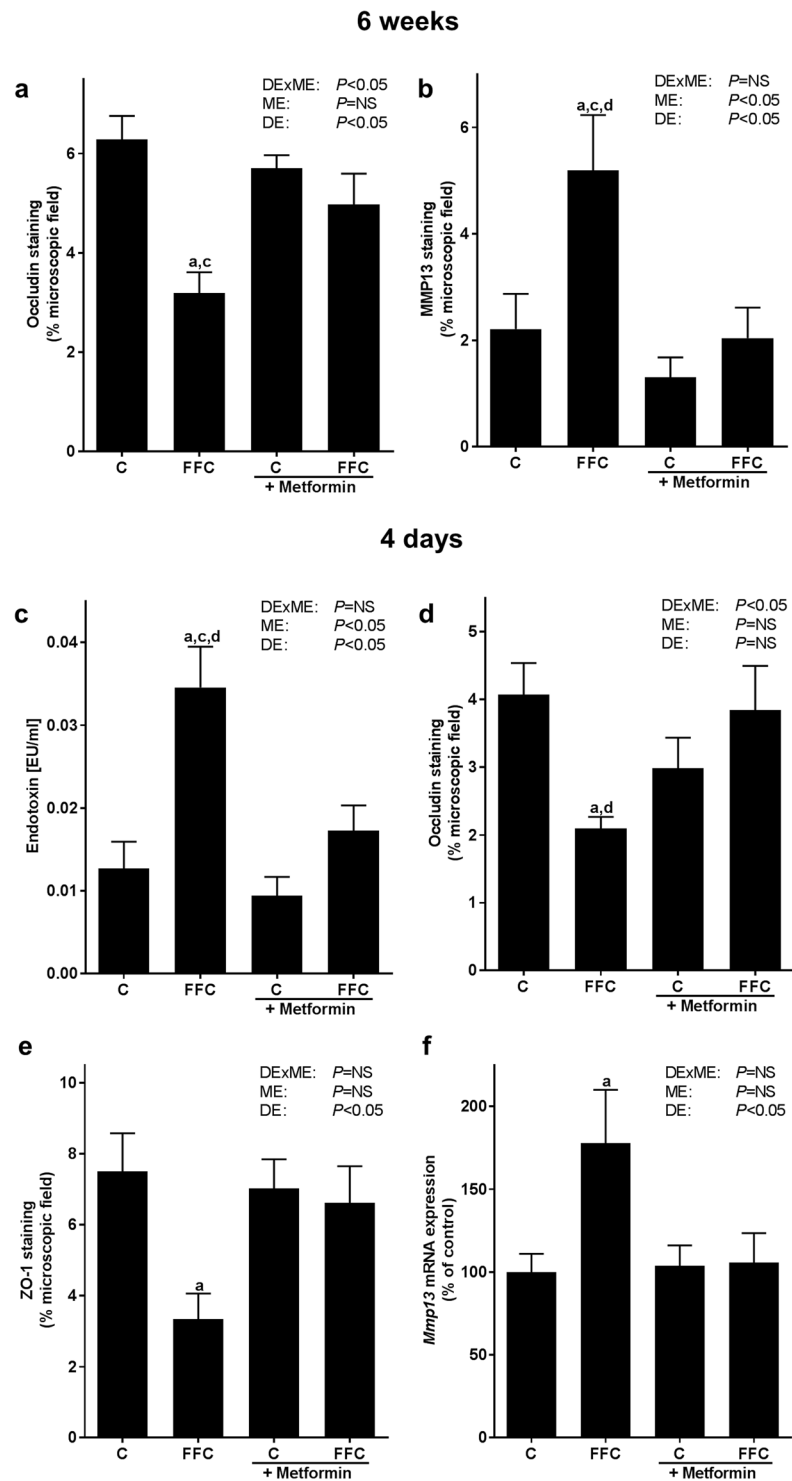 6 weeks
a
DExME: P<0.05
ME: P=NS
DE: P<0.05
Occludin staining
(% microscopic field)
6
4
2
0
a,c
C FFC C FFC
+ Metformin
b
DExME: P=NS
ME: P<0.05
DE: P<0.05
MMP13 staining
(% microscopic field)
6
4
2
0
a,c,d
C FFC C FFC
+ Metformin
4 days
c
DExME: P=NS
ME: P<0.05
DE: P<0.05
Endotoxin [EU/ml]
0.04
0.03
0.02
0.01
0.00
a,c,d
C FFC C FFC
+ Metformin
d
DExME: P<0.05
ME: P=NS
DE: P=NS
Occludin staining
(% microscopic field)
5
4
3
2
1
0
a,d
C FFC C FFC
+ Metformin
e
DExME: P=NS
ME: P=NS
DE: P<0.05
ZO-1 staining
(% microscopic field)
10
8
6
4
2
0
a
C FFC C FFC
+ Metformin
f
DExME: P=NS
ME: P=NS
DE: P<0.05
Mmp13 mRNA expression
(% of control)
200
150
100
50
0
a
C FFC C FFC
+ Metformin